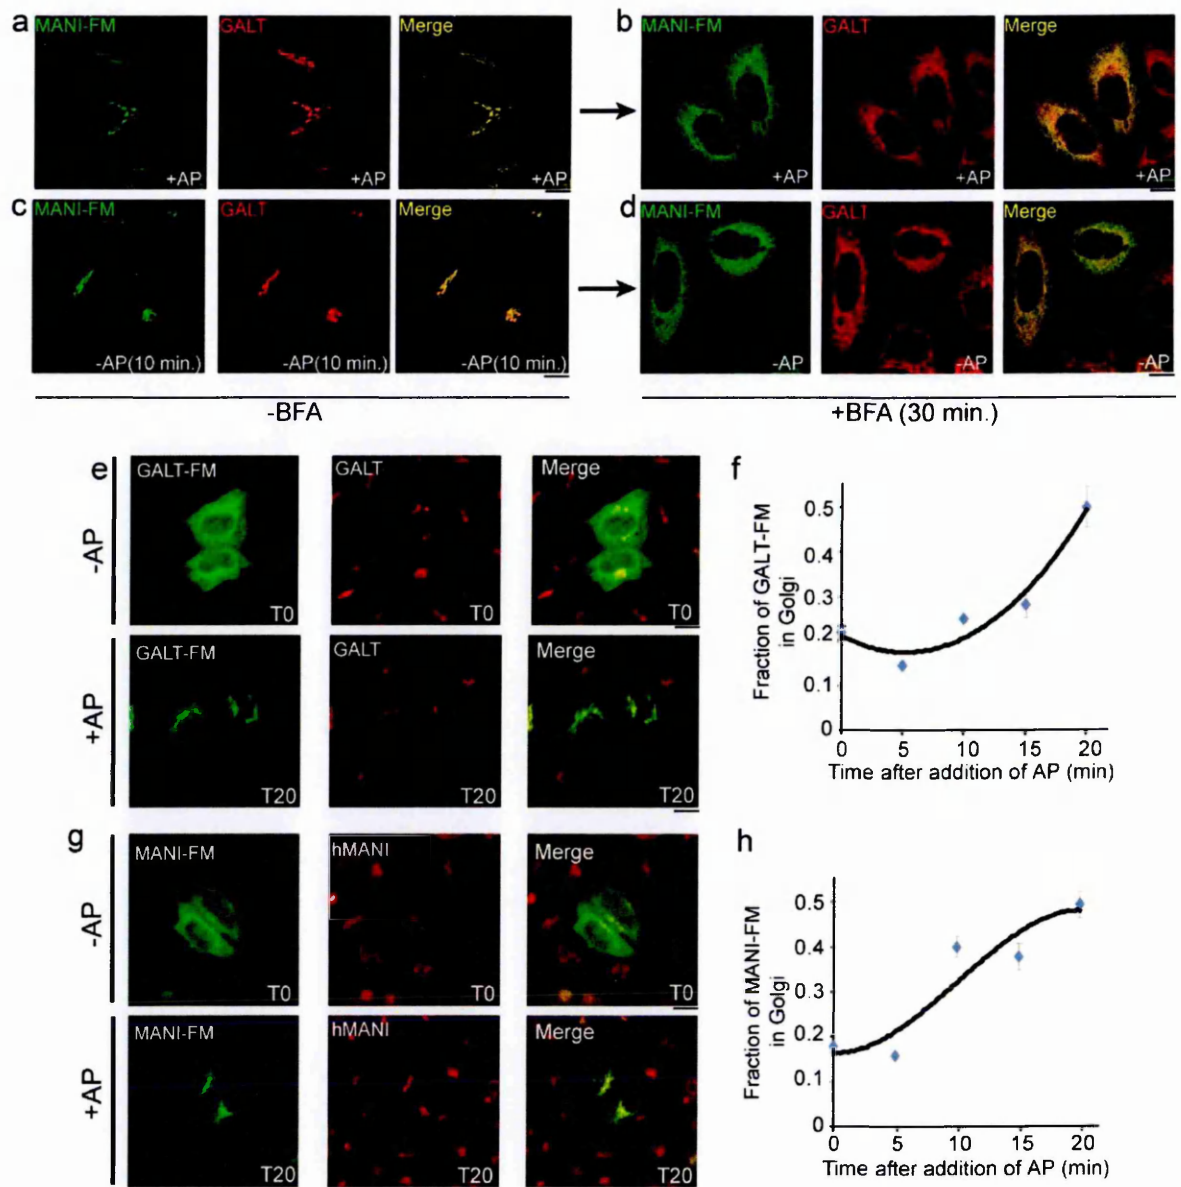 a MANI-FM GALT Merge b MANI-FM GALT Merge
+AP +AP +AP +AP +AP +AP
c MANI-FM GALT Merge d MANI-FM GALT Merge
-AP(10 min.) -AP(10 min.) -AP(10 min.) -AP -AP -AP
-BFA +BFA (30 min.)
e GALT-FM GALT Merge
-AP
T0 T0 T0
GALT-FM GALT Merge
+AP
T20 T20 T20
f
Fraction of GALT-FM
in Golgi
0.5
0.4
0.3
0.2
0.1
0
0 5 10 15 20
Time after addition of AP (min)
g MANI-FM hMANI Merge
-AP
T0 T0 T0
MANI-FM hMANI Merge
+AP
T20 T20 T20
h
Fraction of MANI-FM
in Golgi
0.5
0.4
0.3
0.2
0.1
0
0 5 10 15 20
Time after addition of AP (min)